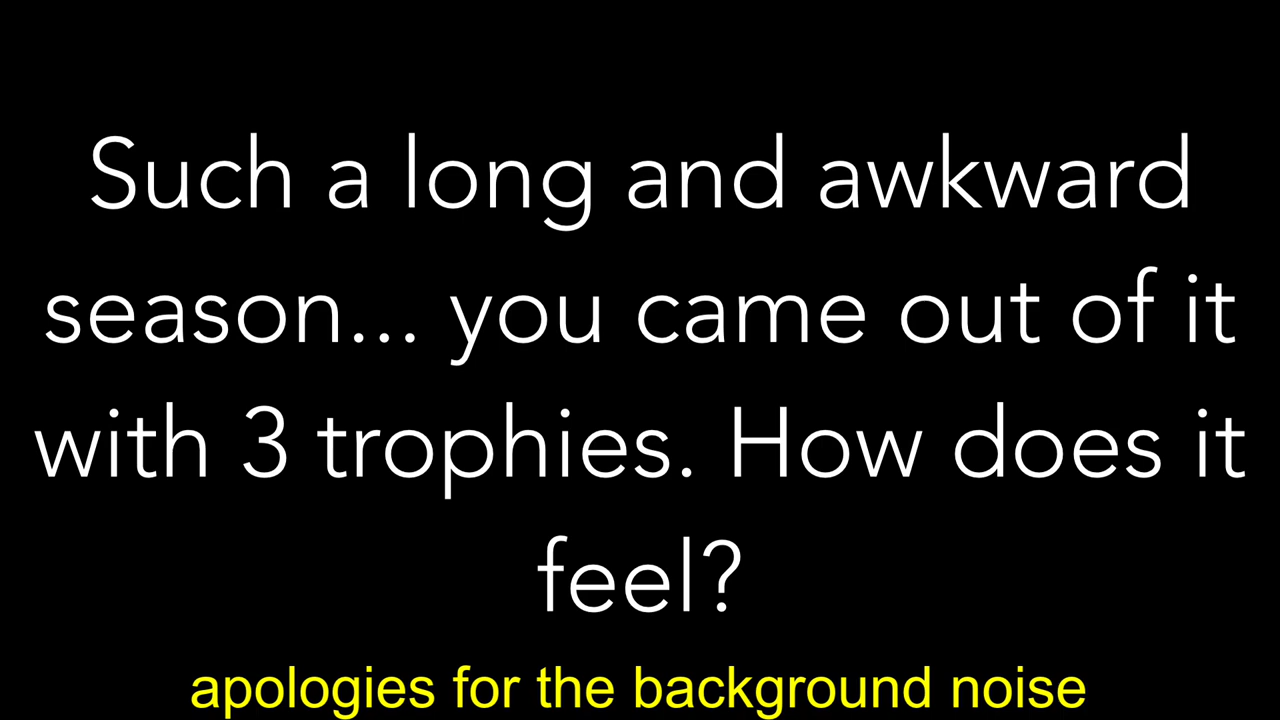 Such a long and awkward
season... you came out of it
with 3 trophies. How does it
feel?
apologies for the background noise